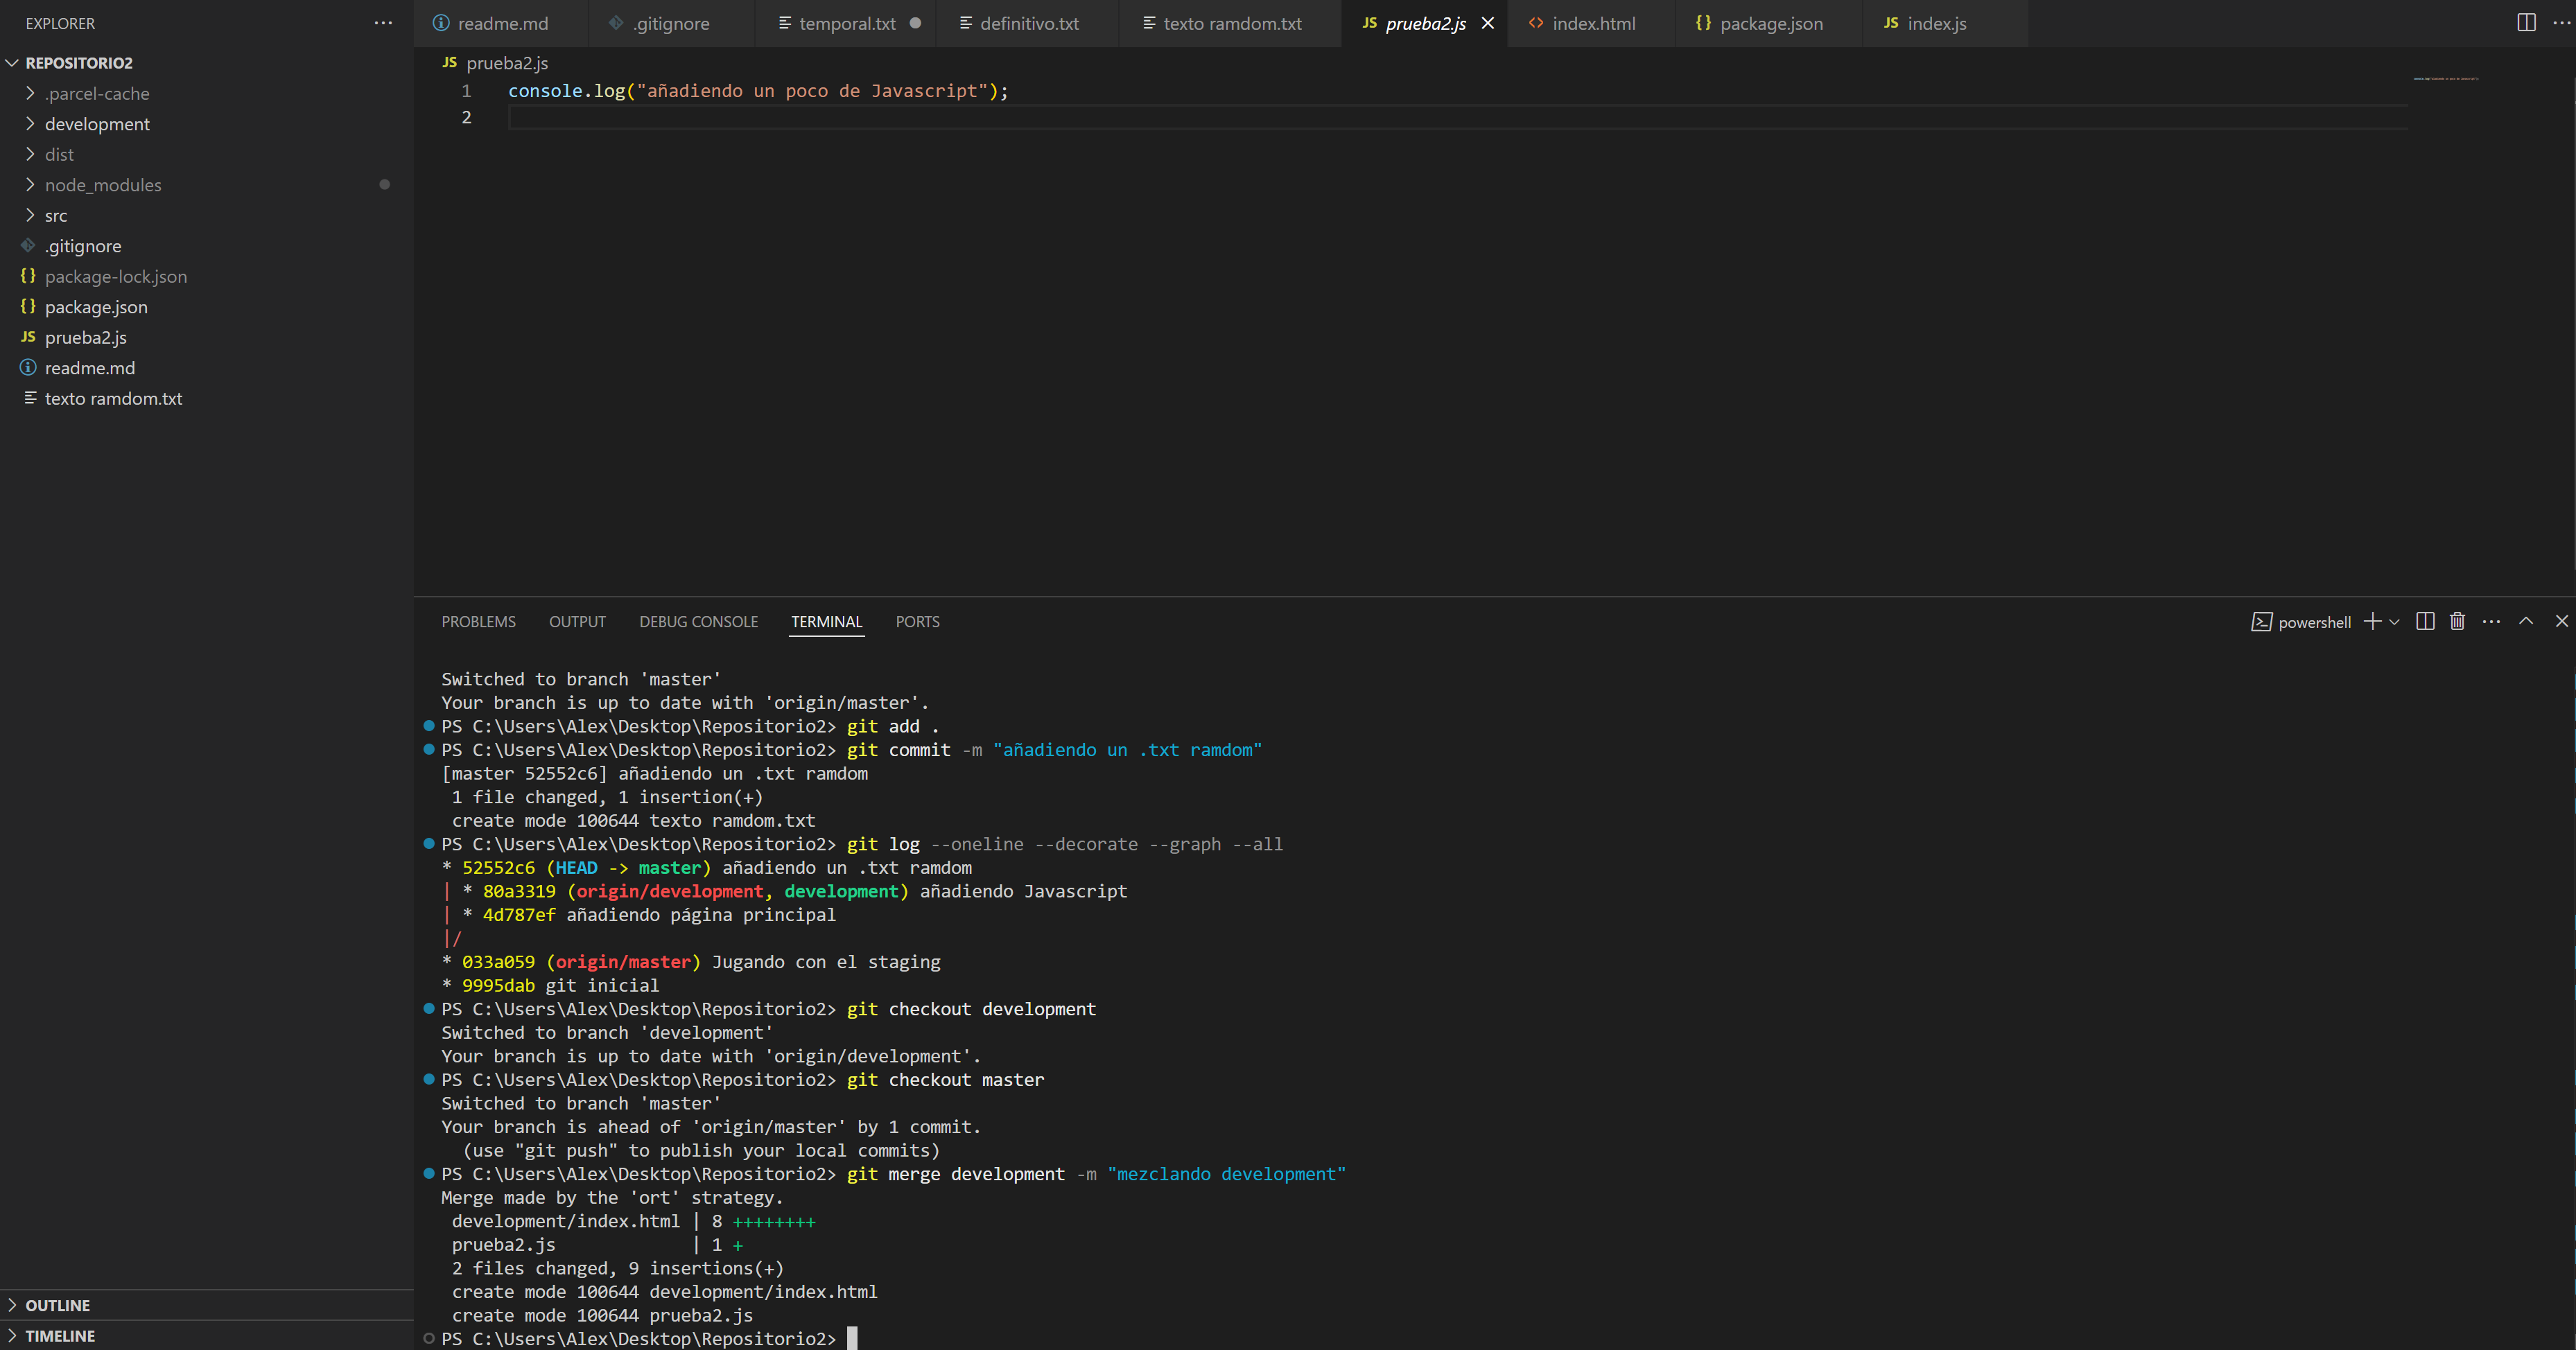 EXPLORER
REPOSITORIO2
.parcel-cache
development
dist
node_modules
src
.gitignore
package-lock.json
package.json
prueba2.js
readme.md
texto ramdom.txt
OUTLINE
TIMELINE
readme.md .gitignore temporal.txt definitivo.txt texto ramdom.txt JS prueba2.js index.html package.json JS index.js
JS prueba2.js
1 console.log("añadiendo un poco de Javascript");
2
PROBLEMS OUTPUT DEBUG CONSOLE TERMINAL PORTS powershell
Switched to branch 'master'
Your branch is up to date with 'origin/master'.
PS C:\Users\Alex\Desktop\Repositorio2> git add .
PS C:\Users\Alex\Desktop\Repositorio2> git commit -m "añadiendo un .txt ramdom"
[master 52552c6] añadiendo un .txt ramdom
1 file changed, 1 insertion(+)
create mode 100644 texto ramdom.txt
PS C:\Users\Alex\Desktop\Repositorio2> git log --oneline --decorate --graph --all
* 52552c6 (HEAD -> master) añadiendo un .txt ramdom
| * 80a3319 (origin/development, development) añadiendo Javascript
| * 4d787ef añadiendo página principal
|/
* 033a059 (origin/master) Jugando con el staging
* 9995dab git inicial
PS C:\Users\Alex\Desktop\Repositorio2> git checkout development
Switched to branch 'development'
Your branch is up to date with 'origin/development'.
PS C:\Users\Alex\Desktop\Repositorio2> git checkout master
Switched to branch 'master'
Your branch is ahead of 'origin/master' by 1 commit.
(use "git push" to publish your local commits)
PS C:\Users\Alex\Desktop\Repositorio2> git merge development -m "mezclando development"
Merge made by the 'ort' strategy.
development/index.html | 8 ++++++++
prueba2.js | 1 +
2 files changed, 9 insertions(+)
create mode 100644 development/index.html
create mode 100644 prueba2.js
PS C:\Users\Alex\Desktop\Repositorio2>